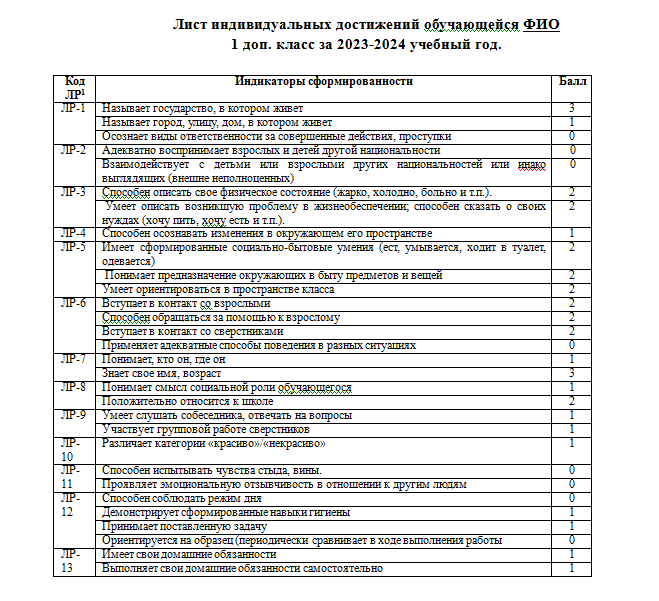 Лист индивидуальных достижений обучающейся ФИО
1 доп. класс за 2023-2024 учебный год.
Код ЛР¹ Индикаторы сформированности Балл
ЛР-1 Называет государство, в котором живет 3
Называет город, улицу, дом, в котором живет 1
Осознает виды ответственности за совершенные действия, проступки 0
ЛР-2 Адекватно воспринимает взрослых и детей другой национальности 0
Взаимодействует с детьми или взрослыми других национальностей или инако 0
выглядящих (внешне неполноценных)
ЛР-3 Способен описать свое физическое состояние (жарко, холодно, больно и т.п.). 2
Умеет описать возникшую проблему в жизнеобеспечении; способен сказать о своих 2
нуждах (хочу пить, хочу есть и т.п.).
ЛР-4 Способен осознавать изменения в окружающем его пространстве 1
ЛР-5 Имеет сформированные социально-бытовые умения (ест, умывается, ходит в туалет, 2
одевается)
Понимает предназначение окружающих в быту предметов и вещей 2
Умеет ориентироваться в пространстве класса 2
ЛР-6 Вступает в контакт со взрослыми 2
Способен обращаться за помощью к взрослому 2
Вступает в контакт со сверстниками 2
Применяет адекватные способы поведения в разных ситуациях 0
ЛР-7 Понимает, кто он, где он 1
Знает свое имя, возраст 3
ЛР-8 Понимает смысл социальной роли обучающегося 1
Положительно относится к школе 2
ЛР-9 Умеет слушать собеседника, отвечать на вопросы 1
Участвует групповой работе сверстников 1
ЛР-10 Различает категории «красиво»/«некрасиво» 1
ЛР-11 Способен испытывать чувства стыда, вины. 0
Проявляет эмоциональную отзывчивость в отношении к другим людям 0
ЛР-12 Способен соблюдать режим дня 0
Демонстрирует сформированные навыки гигиены 1
Принимает поставленную задачу 1
Ориентируется на образец (периодически сравнивает в ходе выполнения работы 0
ЛР-13 Имеет свои домашние обязанности 1
Выполняет свои домашние обязанности самостоятельно 1